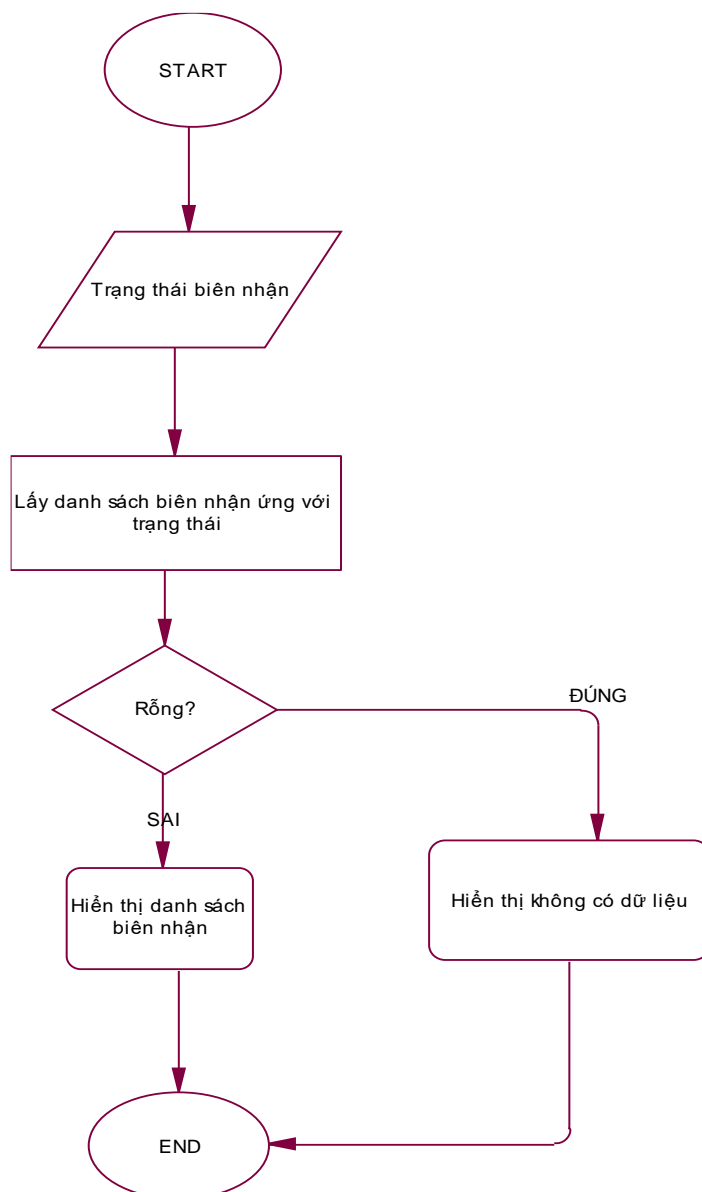 START
Trạng thái biên nhận
Lấy danh sách biên nhận ứng với
trạng thái
Rỗng?
ĐÚNG
SAI
Hiển thị danh sách
biên nhận
Hiển thị không có dữ liệu
END